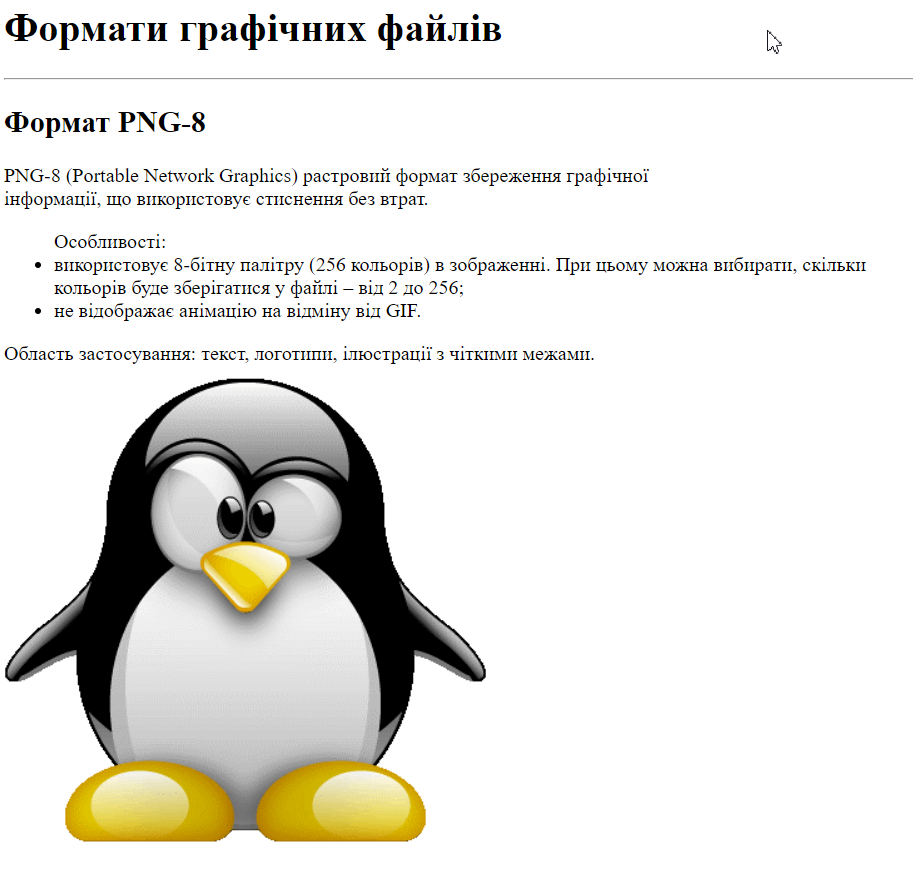 Формати графічних файлів
Формат PNG-8
PNG-8 (Portable Network Graphics) растровий формат збереження графічної
інформації, що використовує стиснення без втрат.
Особливості:
використовує 8-бітну палітру (256 кольорів) в зображенні. При цьому можна вибирати, скільки
кольорів буде зберігатися у файлі – від 2 до 256;
не відображає анімацію на відміну від GIF.
Область застосування: текст, логотипи, ілюстрації з чіткими межами.